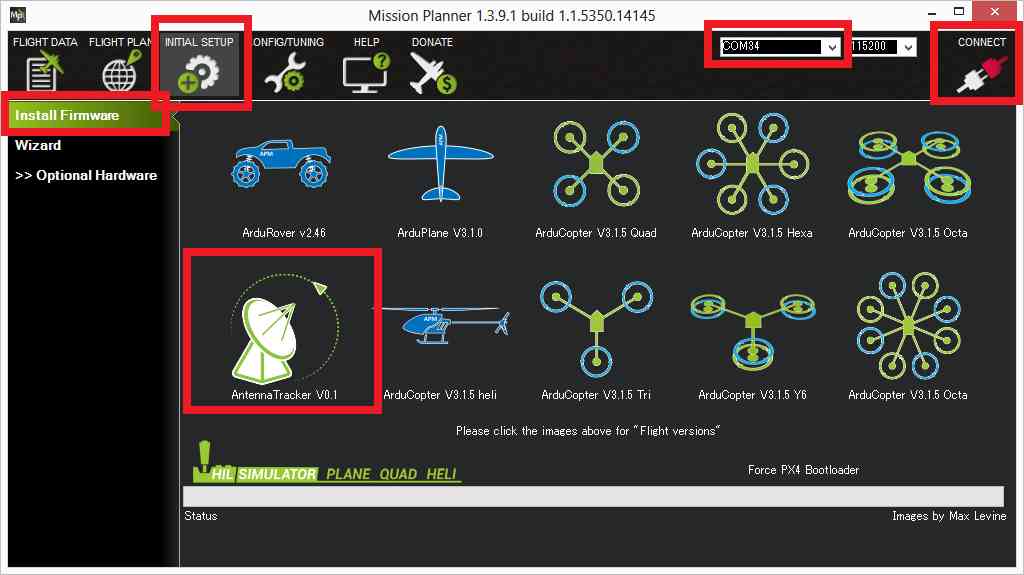 Mp
Mission Planner 1.3.9.1 build 1.1.5350.14145
FLIGHT DATA FLIGHT PLAN INITIAL SETUP CONFIG/TUNING HELP DONATE COM34 115200 CONNECT
Install Firmware
Wizard
>> Optional Hardware
APM
ArduRover v2.46 ArduPlane V3.1.0 ArduCopter V3.1.5 Quad ArduCopter V3.1.5 Hexa ArduCopter V3.1.5 Octa
APM
AntennaTracker V0.1 ArduCopter V3.1.5 heli ArduCopter V3.1.5 Tri ArduCopter V3.1.5 Y6 ArduCopter V3.1.5 Octa
Please click the images above for "Flight versions"
HIL SIMULATOR PLANE QUAD HELI
Force PX4 Bootloader
Status
Images by Max Levine